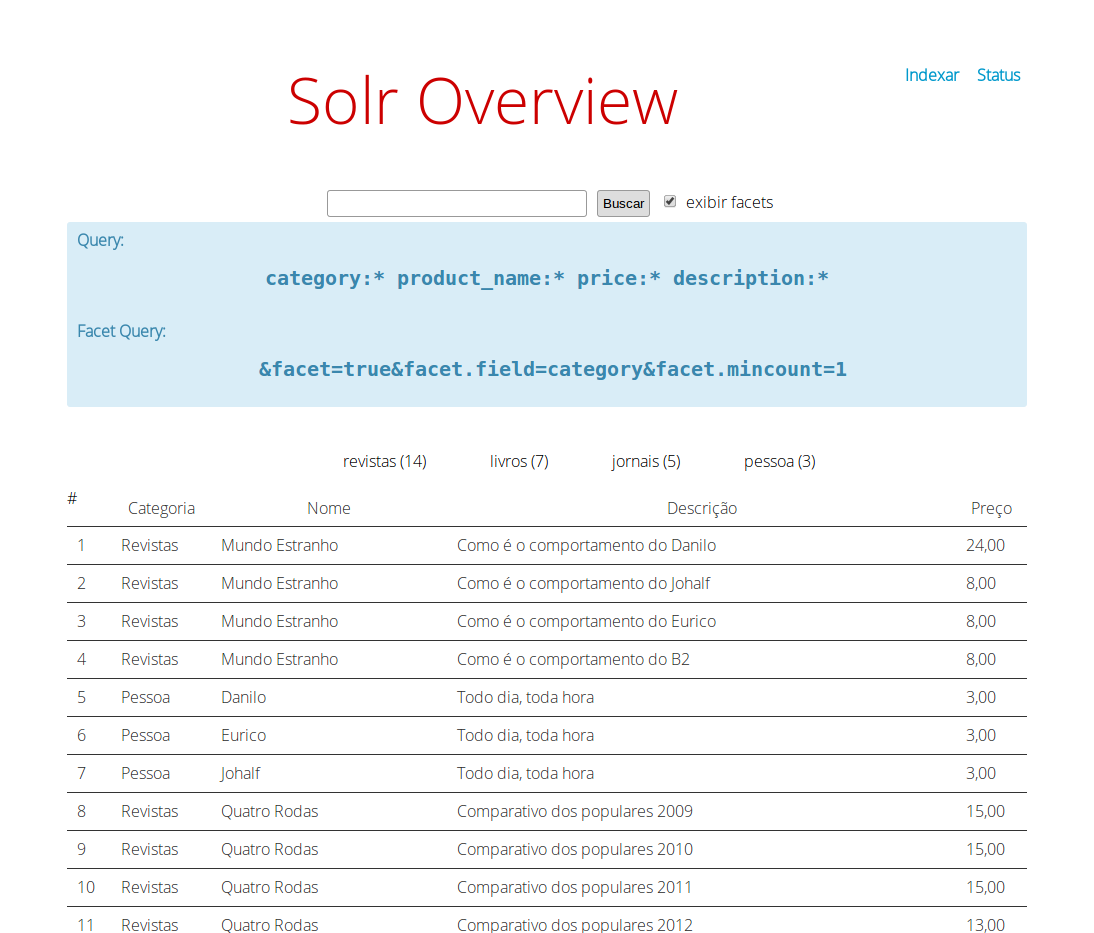 Indexar Status
Solr Overview
Buscar exibir facets
Query:
category:* product_name:* price:* description:*
Facet Query:
&facet=true&facet.field=category&facet.mincount=1
revistas (14) livros (7) jornais (5) pessoa (3)
# Categoria Nome Descrição Preço
1 Revistas Mundo Estranho Como é o comportamento do Danilo 24,00
2 Revistas Mundo Estranho Como é o comportamento do Johalf 8,00
3 Revistas Mundo Estranho Como é o comportamento do Eurico 8,00
4 Revistas Mundo Estranho Como é o comportamento do B2 8,00
5 Pessoa Danilo Todo dia, toda hora 3,00
6 Pessoa Eurico Todo dia, toda hora 3,00
7 Pessoa Johalf Todo dia, toda hora 3,00
8 Revistas Quatro Rodas Comparativo dos populares 2009 15,00
9 Revistas Quatro Rodas Comparativo dos populares 2010 15,00
10 Revistas Quatro Rodas Comparativo dos populares 2011 15,00
11 Revistas Quatro Rodas Comparativo dos populares 2012 13,00